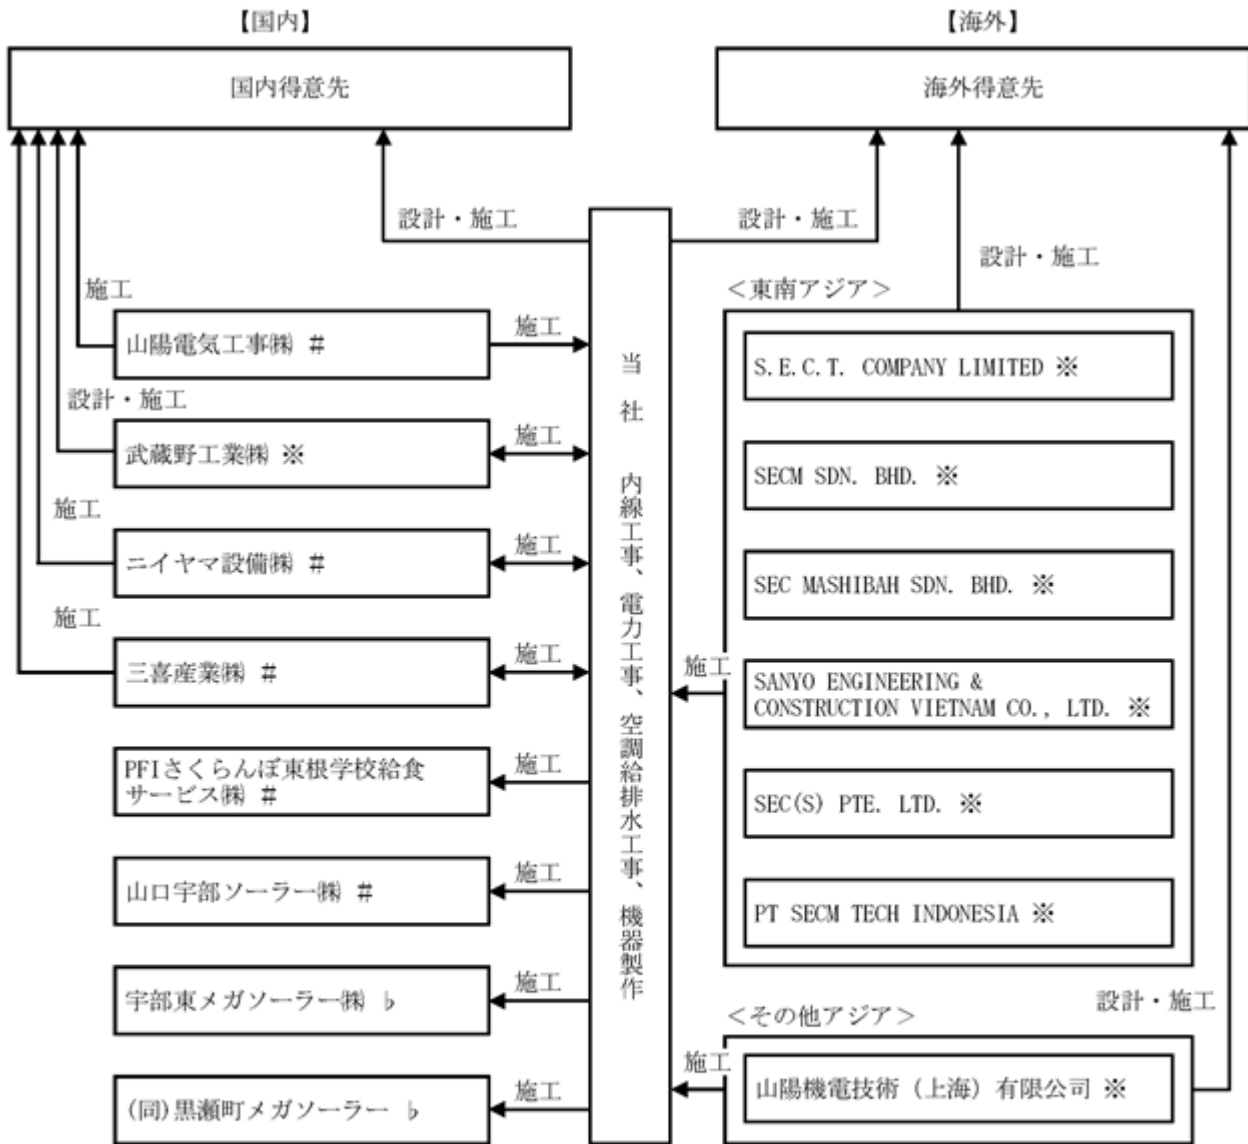 【国内】
【海外】
国内得意先
海外得意先
設計・施工
設計・施工
設計・施工
施工
山陽電気工事㈱ #
施工
設計・施工
武蔵野工業㈱ ※
施工
施工
ニイヤマ設備㈱ #
施工
施工
三喜産業㈱ #
施工
PFIさくらんぼ東根学校給食
サービス㈱ #
施工
山口宇部ソーラー㈱ #
施工
宇部東メガソーラー㈱ ♭
施工
(同)黒瀬町メガソーラー ♭
施工
当社 内線工事、電力工事、空調給排水工事、機器製作
<東南アジア>
S.E.C.T. COMPANY LIMITED ※
SECM SDN. BHD. ※
SEC MASHIBAH SDN. BHD. ※
施工
SANYO ENGINEERING &
CONSTRUCTION VIETNAM CO., LTD. ※
SEC(S) PTE. LTD. ※
PT SECM TECH INDONESIA ※
設計・施工
<その他アジア>
施工
山陽機電技術（上海）有限公司 ※